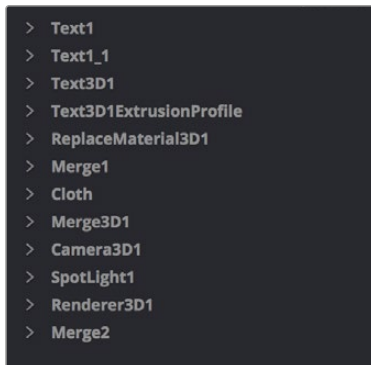 Text1
Text1_1
Text3D1
Text3D1ExtrusionProfile
ReplaceMaterial3D1
Merge1
Cloth
Merge3D1
Camera3D1
SpotLight1
Renderer3D1
Merge2